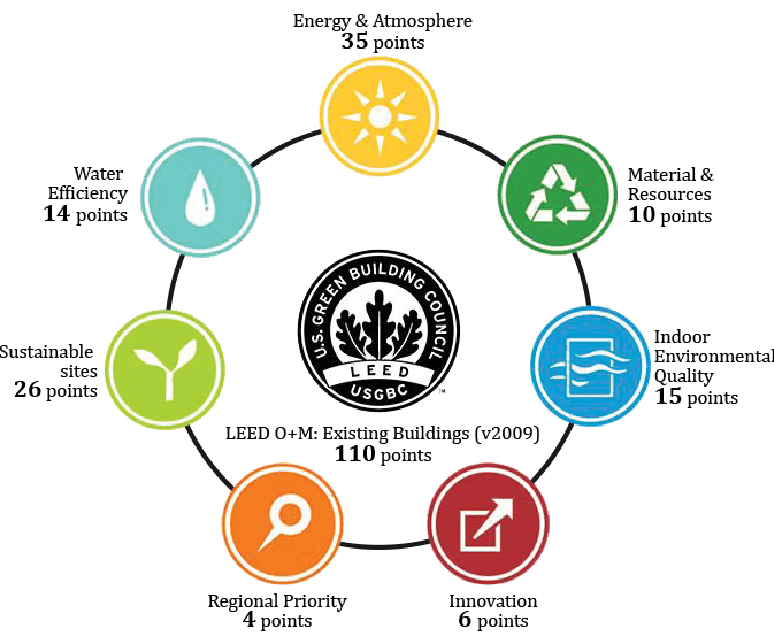 Energy & Atmosphere
35 points
Water
Efficiency
14 points
Material &
Resources
10 points
U.S. GREEN BUILDING COUNCIL
LEED
USGBC
™
Sustainable
sites
26 points
Indoor
Environmental
Quality
15 points
LEED O+M: Existing Buildings (v2009)
110 points
Regional Priority
4 points
Innovation
6 points